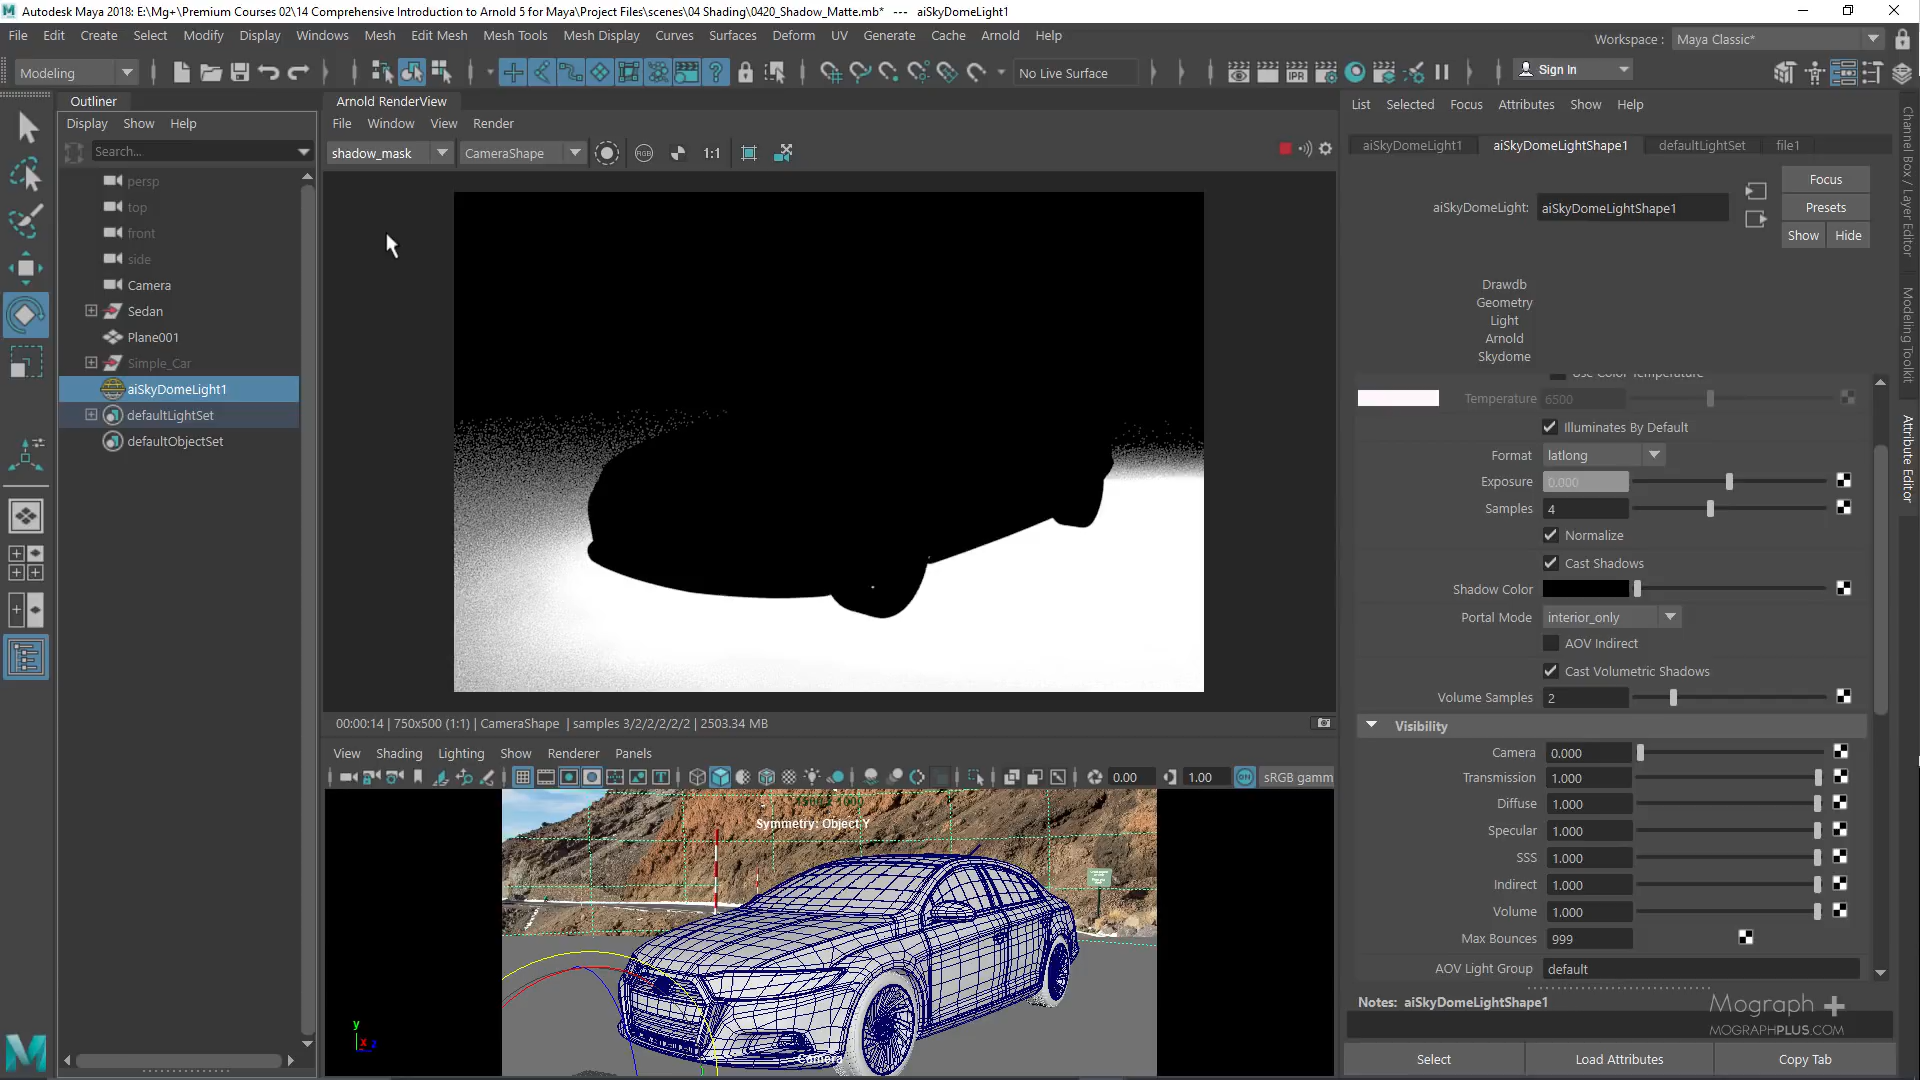 Autodesk Maya 2018: E:\Mg+\Premium Courses 02\14 Comprehensive Introduction to Arnold 5 for Maya\Project Files\scenes\04 Shading\0420_Shadow_Matte.mb* --- aiSkyDomeLight1
File Edit Create Select Modify Display Windows Mesh Edit Mesh Mesh Tools Mesh Display Curves Surfaces Deform UV Generate Cache Arnold Help
Workspace : Maya Classic*
Modeling
No Live Surface
IPR
Sign In
Outliner
Display Show Help
Search...
persp
top
front
side
Camera
Sedan
Plane001
Simple_Car
aiSkyDomeLight1
defaultLightSet
defaultObjectSet
Arnold RenderView
File Window View Render
shadow_mask
CameraShape
RGB
1:1
00:00:14 | 750x500 (1:1) | CameraShape | samples 3/2/2/2/2/2 | 2503.34 MB
View Shading Lighting Show Renderer Panels
0.00
1.00
ON
sRGB gamm
Symmetry: Object Y
Camera
y
x
z
List Selected Focus Attributes Show Help
aiSkyDomeLight1 aiSkyDomeLightShape1 defaultLightSet file1
aiSkyDomeLight: aiSkyDomeLightShape1
Focus
Presets
Show Hide
Drawdb
Geometry
Light
Arnold
Skydome
Use Color Temperature
Temperature 6500
Illuminates By Default
Format latlong
Exposure 0.000
Samples 4
Normalize
Cast Shadows
Shadow Color
Portal Mode interior_only
AOV Indirect
Cast Volumetric Shadows
Volume Samples 2
Visibility
Camera 0.000
Transmission 1.000
Diffuse 1.000
Specular 1.000
SSS 1.000
Indirect 1.000
Volume 1.000
Max Bounces 999
AOV Light Group default
Notes: aiSkyDomeLightShape1
Mograph
MOGRAPHPLUS.COM
Select Load Attributes Copy Tab
Channel Box / Layer Editor
Modeling Toolkit
Attribute Editor